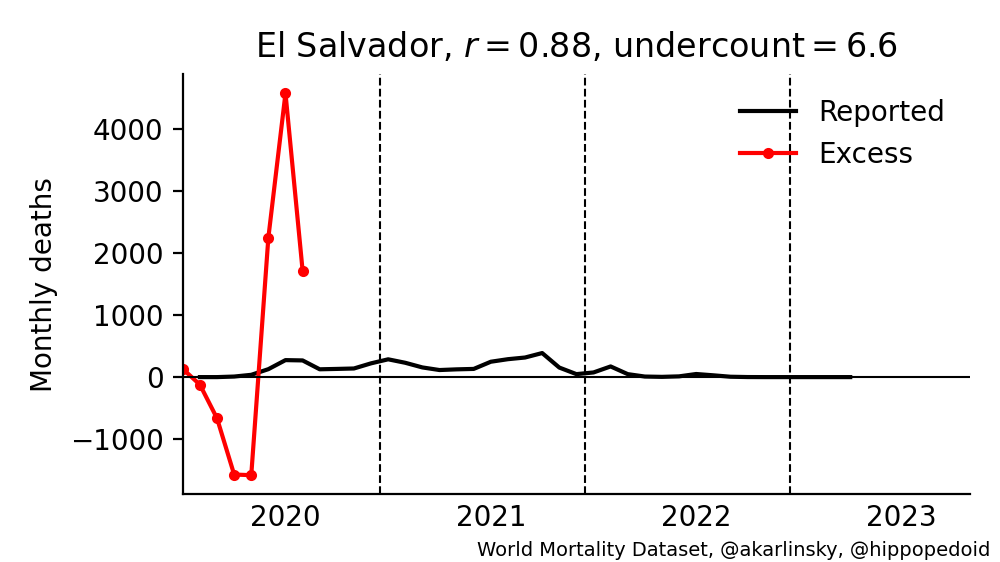 El Salvador, r = 0.88, undercount = 6.6
Monthly deaths
4000
3000
2000
1000
0
−1000
Reported
Excess
2020 2021 2022 2023
World Mortality Dataset, @akarlinsky, @hippopedoid